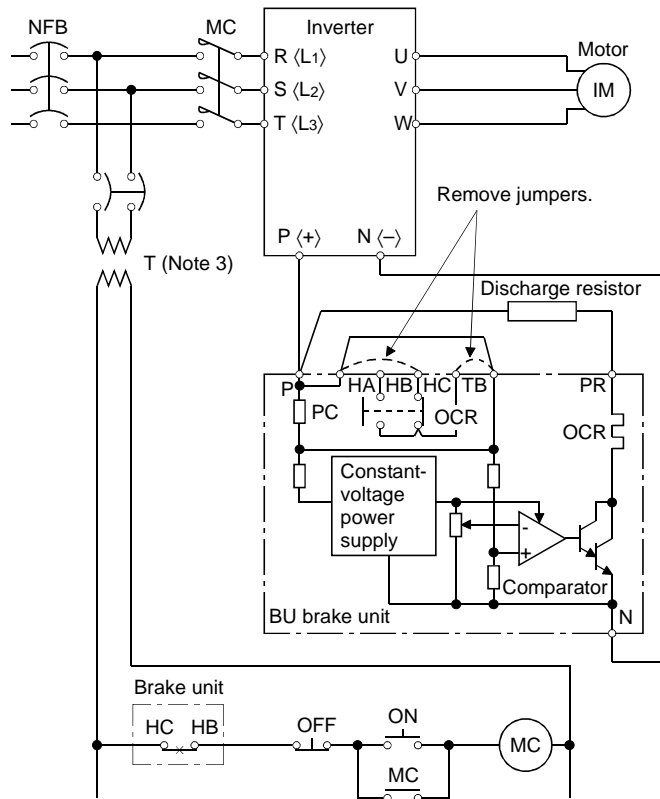 NFB
MC
Inverter
R ⟨L1⟩
S ⟨L2⟩
T ⟨L3⟩
U
V
W
Motor
IM
Remove jumpers.
P ⟨+⟩
N ⟨−⟩
T (Note 3)
Discharge resistor
P
HA
HB
HC
TB
PR
PC
OCR
OCR
Constant-
voltage
power
supply
-
+
Comparator
N
BU brake unit
Brake unit
HC
HB
OFF
ON
MC
MC